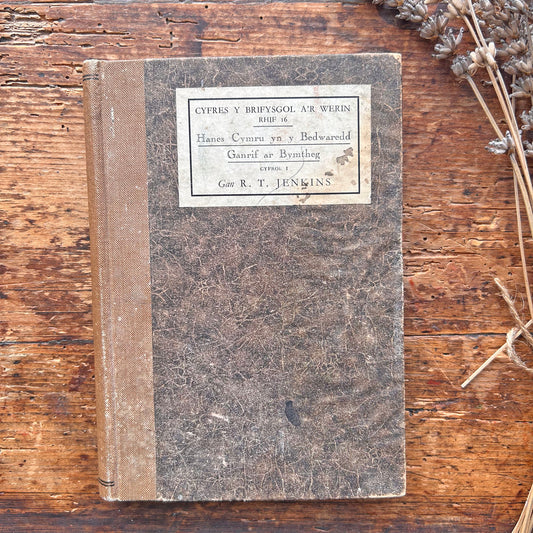 CYFRES Y BRIFYSGOL A'R WERIN
RHIF 16
Hanes Cymru yn y Bedwaredd
Ganrif ar Bymtheg
CYFROL I
Gan R. T. JENKINS